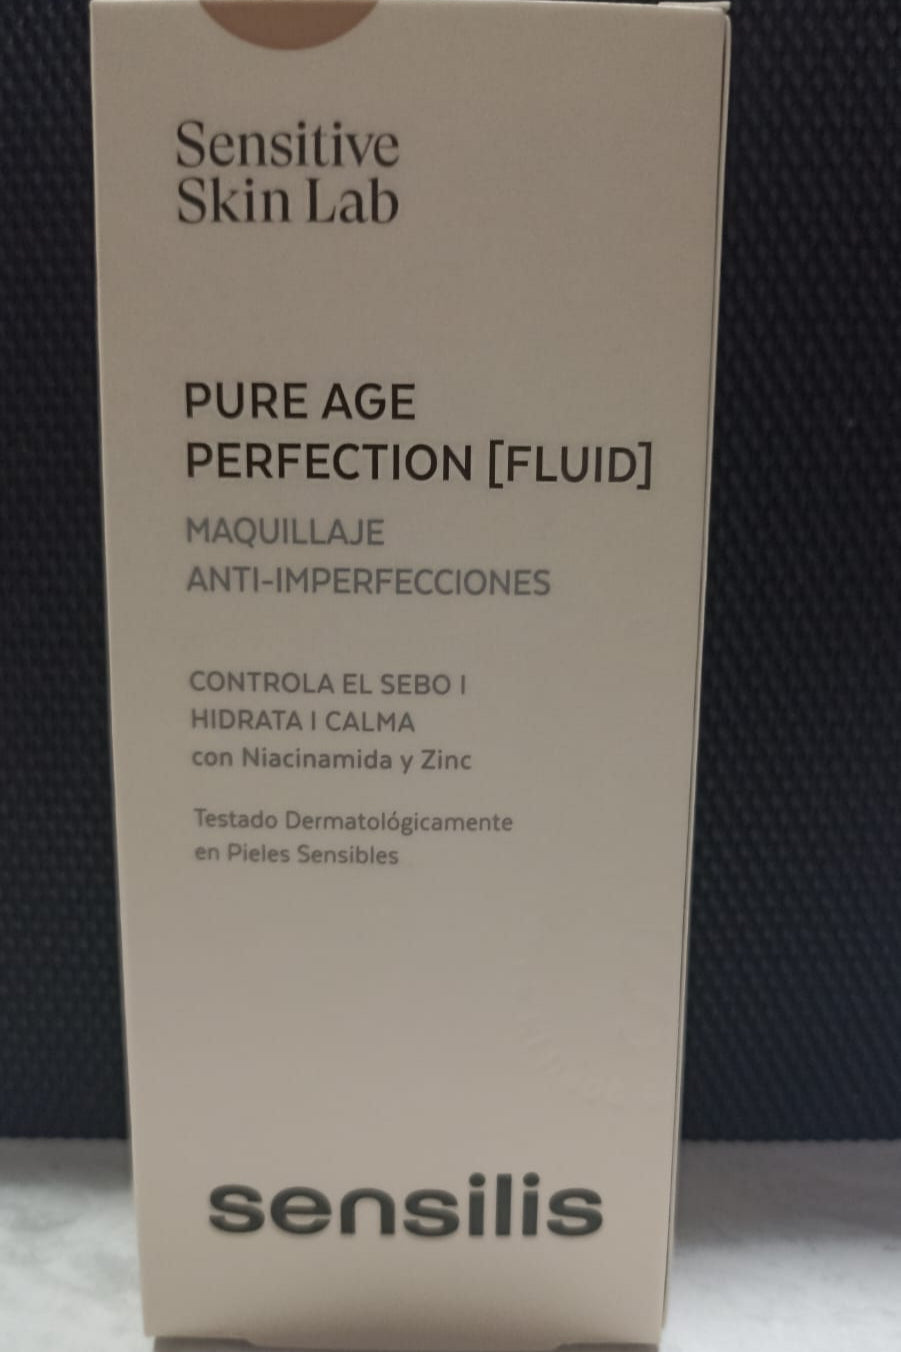 Sensitive
Skin Lab
PURE AGE
PERFECTION [FLUID]
MAQUILLAJE
ANTI-IMPERFECCIONES
CONTROLA EL SEBO I
HIDRATA I CALMA
con Niacinamida y Zinc
Testado Dermatológicamente
en Pieles Sensibles
sensilis